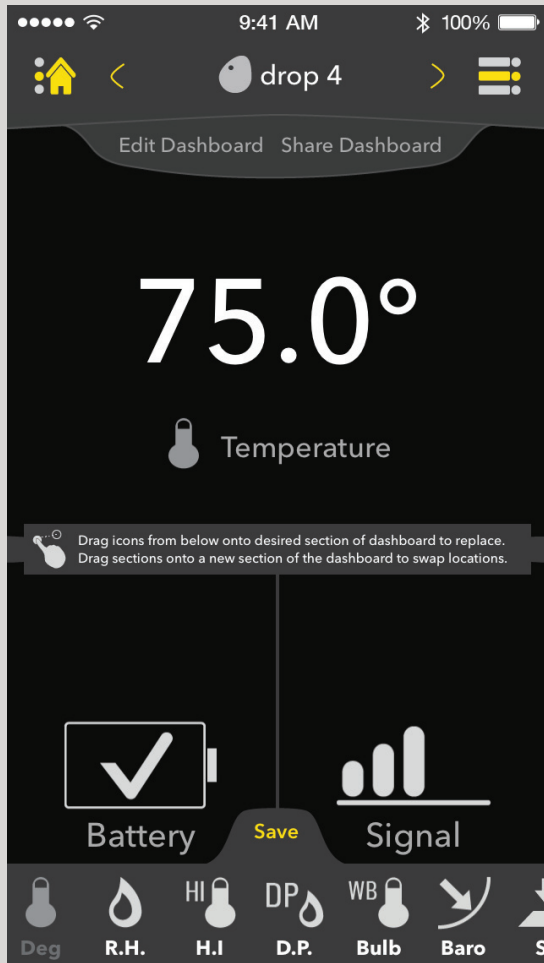 9:41 AM 100%
drop 4
Edit Dashboard Share Dashboard
75.0°
Temperature
Drag icons from below onto desired section of dashboard to replace.
Drag sections onto a new section of the dashboard to swap locations.
Battery Save Signal
HI DP WB
Deg R.H. H.I D.P. Bulb Baro